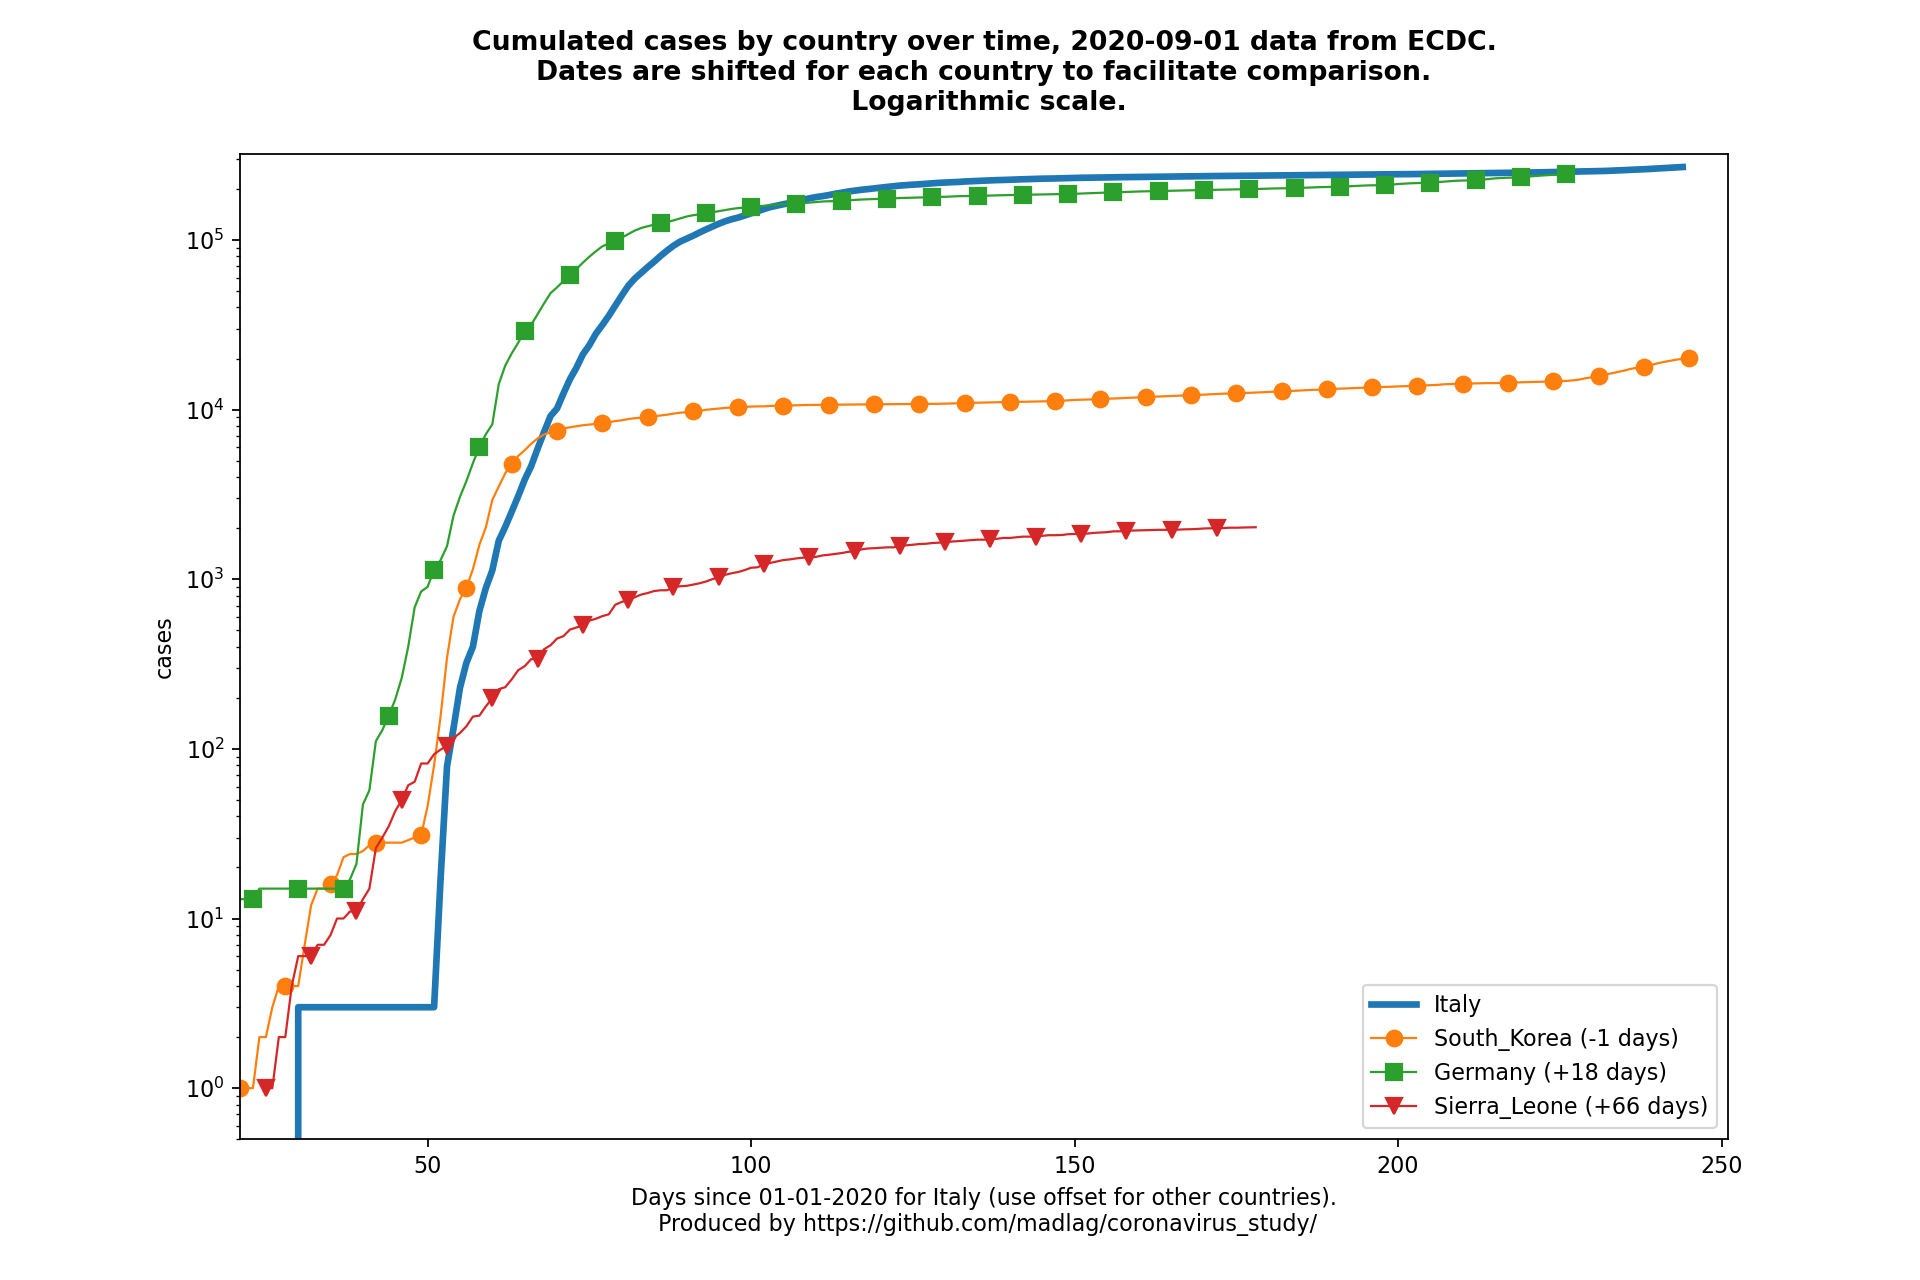 Cumulated cases by country over time, 2020-09-01 data from ECDC.
Dates are shifted for each country to facilitate comparison.
Logarithmic scale.
10^5
10^4
10^3
10^2
10^1
10^0
cases
Italy
South_Korea (-1 days)
Germany (+18 days)
Sierra_Leone (+66 days)
50 100 150 200 250
Days since 01-01-2020 for Italy (use offset for other countries).
Produced by https://github.com/madlag/coronavirus_study/